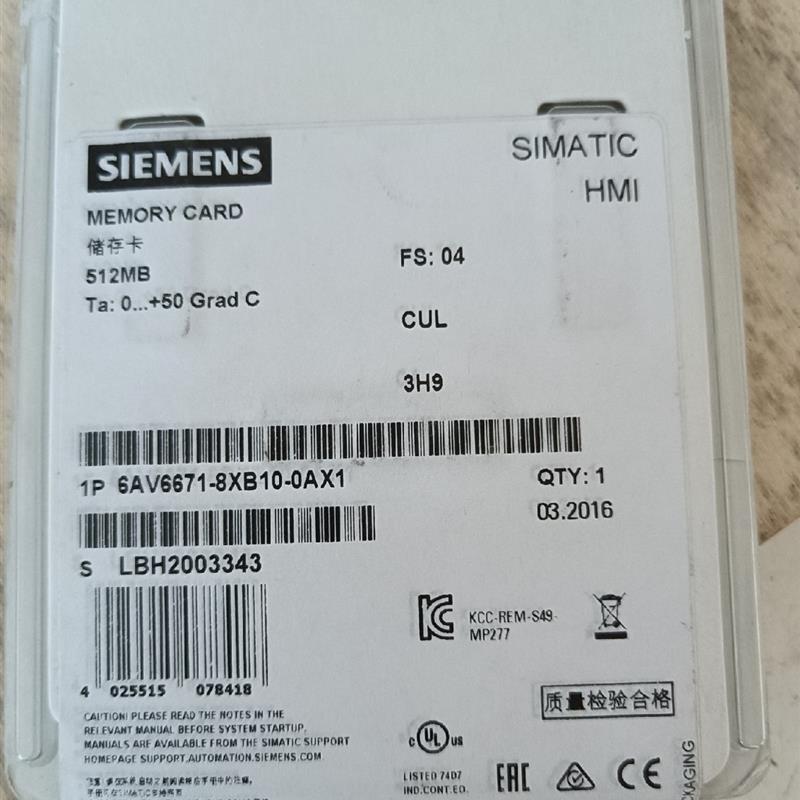 SIEMENS
SIMATIC
HMI
MEMORY CARD
储存卡
512MB
Ta: 0...+50 Grad C
FS: 04
CUL
3H9
1P 6AV6671-8XB10-0AX1
QTY: 1
03.2016
S LBH2003343
KCC-REM-S49-
MP277
4 025515 078418
质量检验合格
CAUTION! PLEASE READ THE NOTES IN THE
RELEVANT MANUAL BEFORE SYSTEM STARTUP.
MANUALS ARE AVAILABLE FROM THE SIMATIC SUPPORT
HOMEPAGE SUPPORT.AUTOMATION.SIEMENS.COM
C UL US
LISTED 74D7
IND.CONT.EQ.
EAC
CE